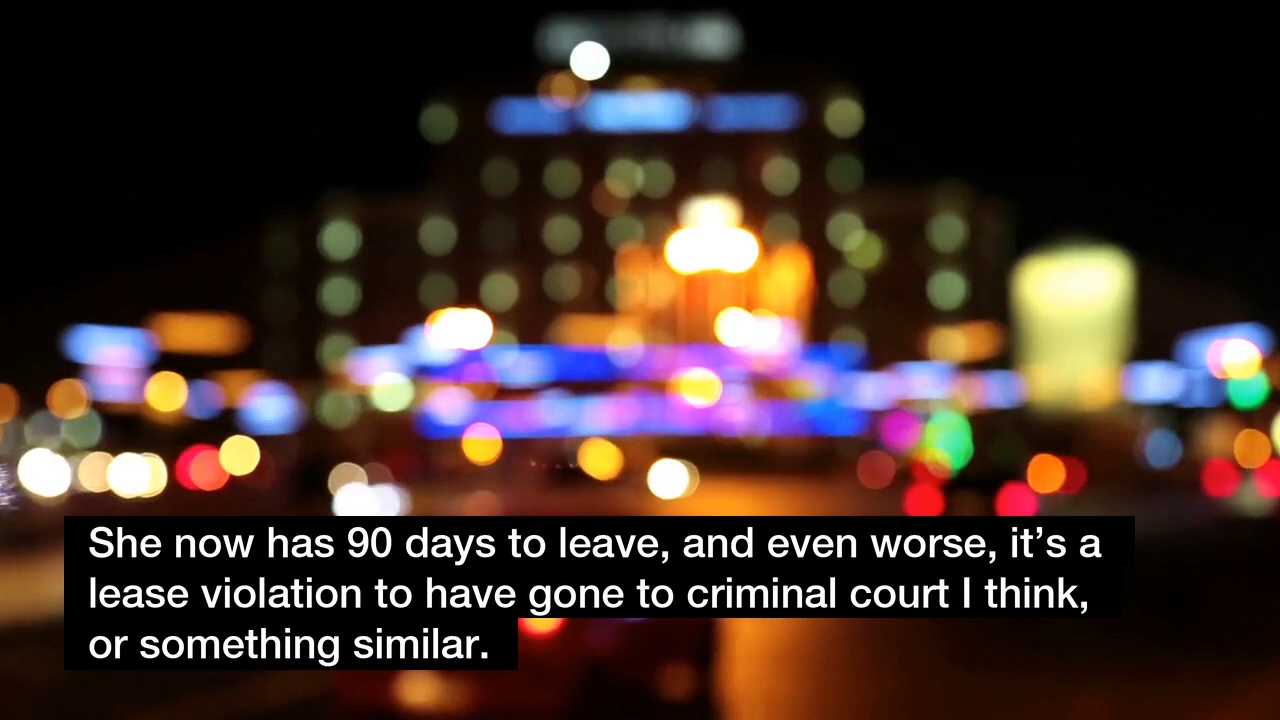 She now has 90 days to leave, and even worse, it’s a
lease violation to have gone to criminal court I think,
or something similar.